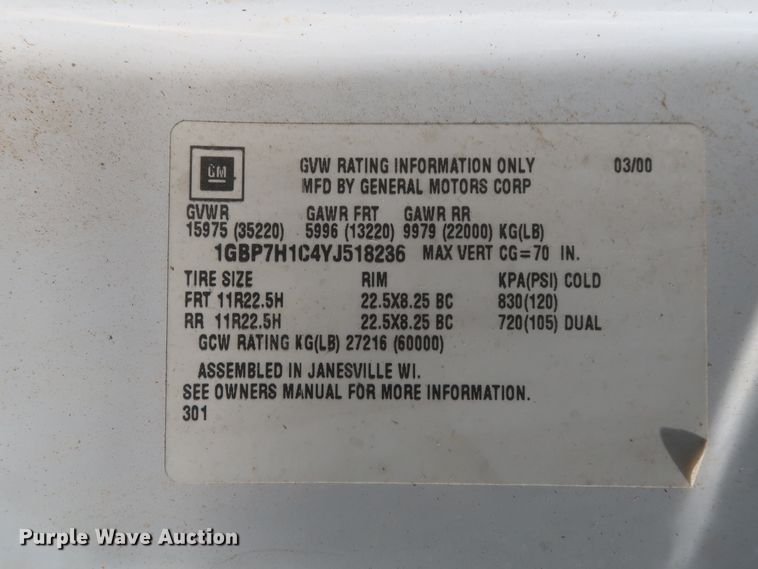 GM
GVW RATING INFORMATION ONLY 03/00
MFD BY GENERAL MOTORS CORP
GVWR GAWR FRT GAWR RR
15975 (35220) 5996 (13220) 9979 (22000) KG(LB)
1GBP7H1C4YJ518236 MAX VERT CG=70 IN.
TIRE SIZE RIM KPA(PSI) COLD
FRT 11R22.5H 22.5X8.25 BC 830(120)
RR 11R22.5H 22.5X8.25 BC 720(105) DUAL
GCW RATING KG(LB) 27216 (60000)
ASSEMBLED IN JANESVILLE WI.
SEE OWNERS MANUAL FOR MORE INFORMATION.
301
Purple Wave Auction